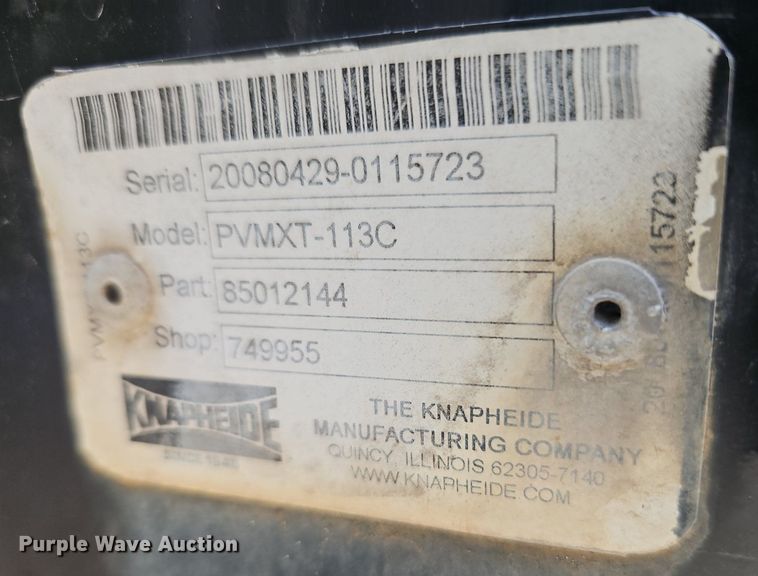 Serial: 20080429-0115723
Model: PVMXT-113C
Part: 85012144
Shop: 749955
KNAPHEIDE
THE KNAPHEIDE
MANUFACTURING COMPANY
QUINCY, ILLINOIS 62305-7140
WWW.KNAPHEIDE.COM
Purple Wave Auction